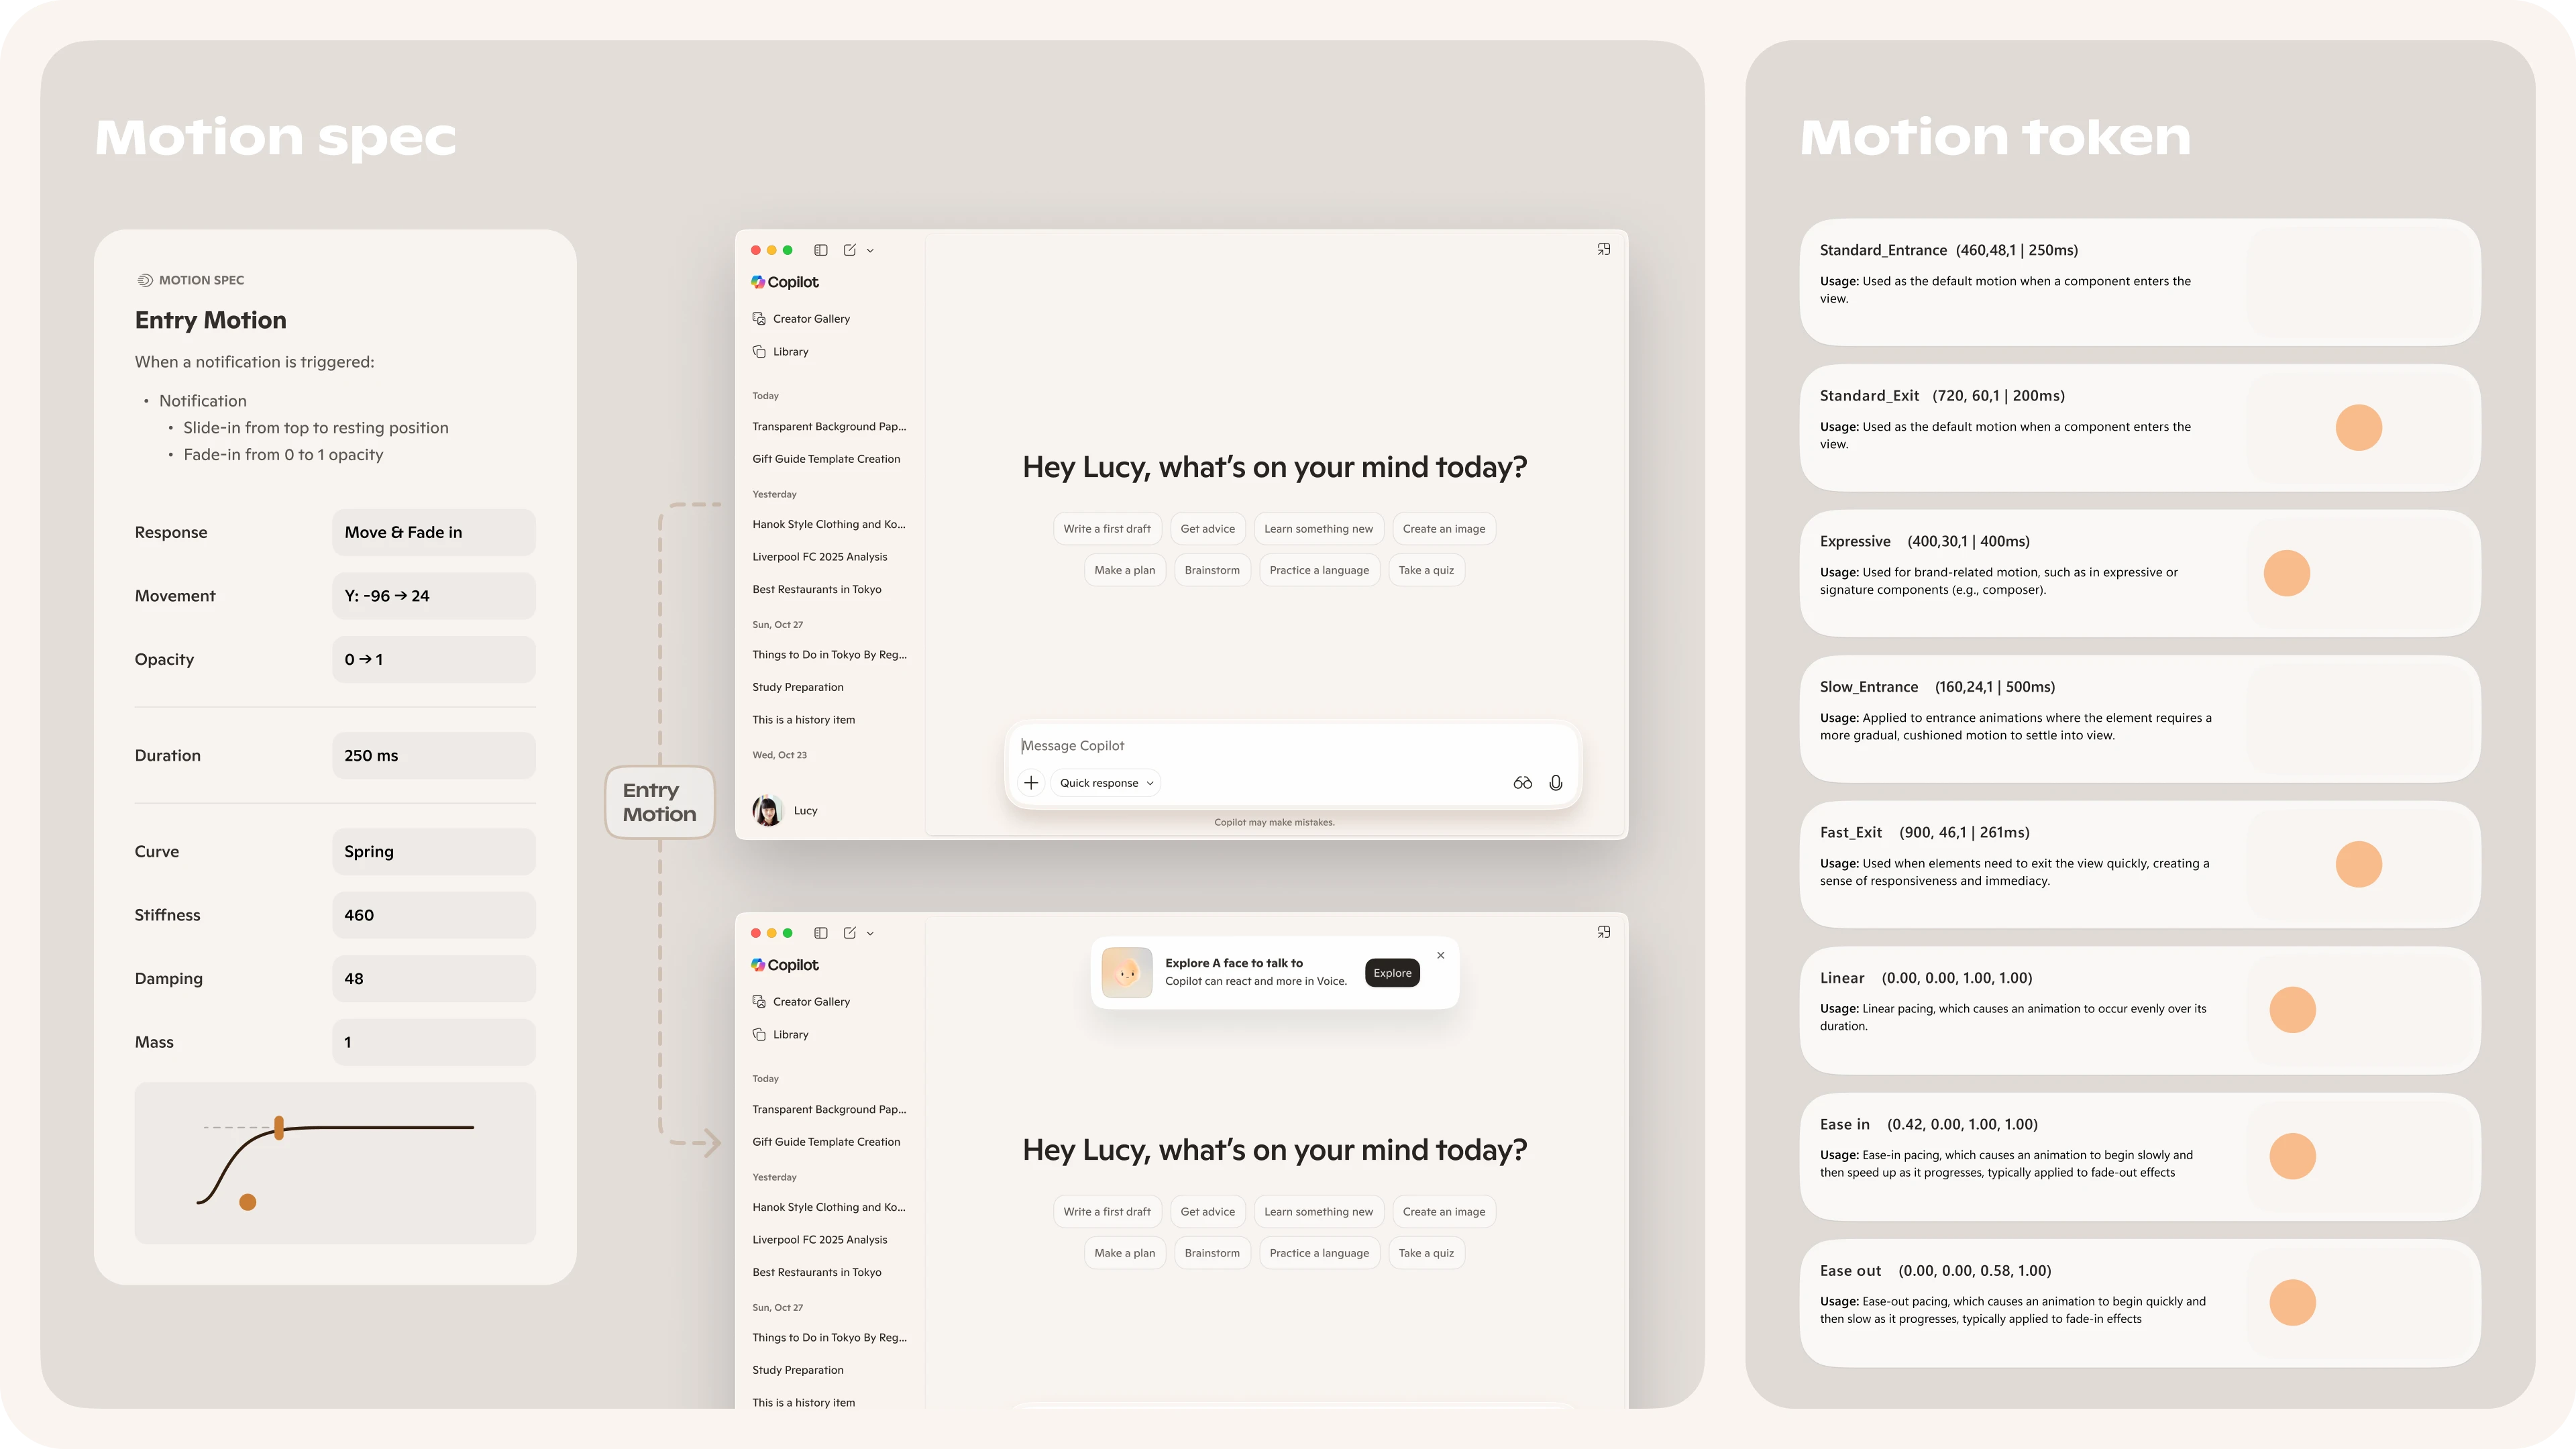 Motion spec
MOTION SPEC
Entry Motion
When a notification is triggered:
• Notification
• Slide-in from top to resting position
• Fade-in from 0 to 1 opacity
Response
Move & Fade in
Movement
Y: -96 → 24
Opacity
0 → 1
Duration
250 ms
Curve
Spring
Stiffness
460
Damping
48
Mass
1
Entry
Motion
Copilot
Creator Gallery
Library
Today
Transparent Background Pap...
Gift Guide Template Creation
Yesterday
Hanok Style Clothing and Ko...
Liverpool FC 2025 Analysis
Best Restaurants in Tokyo
Sun, Oct 27
Things to Do in Tokyo By Reg...
Study Preparation
This is a history item
Wed, Oct 23
Lucy
Hey Lucy, what's on your mind today?
Write a first draft
Get advice
Learn something new
Create an image
Make a plan
Brainstorm
Practice a language
Take a quiz
Message Copilot
Quick response
Copilot may make mistakes.
Copilot
Creator Gallery
Library
Today
Transparent Background Pap...
Gift Guide Template Creation
Yesterday
Hanok Style Clothing and Ko...
Liverpool FC 2025 Analysis
Best Restaurants in Tokyo
Sun, Oct 27
Things to Do in Tokyo By Reg...
Study Preparation
This is a history item
Explore A face to talk to
Copilot can react and more in Voice.
Explore
Hey Lucy, what's on your mind today?
Write a first draft
Get advice
Learn something new
Create an image
Make a plan
Brainstorm
Practice a language
Take a quiz
Motion token
Standard_Entrance (460,48,1 | 250ms)
Usage: Used as the default motion when a component enters the
view.
Standard_Exit (720, 60,1 | 200ms)
Usage: Used as the default motion when a component enters the
view.
Expressive (400,30,1 | 400ms)
Usage: Used for brand-related motion, such as in expressive or
signature components (e.g., composer).
Slow_Entrance (160,24,1 | 500ms)
Usage: Applied to entrance animations where the element requires a
more gradual, cushioned motion to settle into view.
Fast_Exit (900, 46,1 | 261ms)
Usage: Used when elements need to exit the view quickly, creating a
sense of responsiveness and immediacy.
Linear (0.00, 0.00, 1.00, 1.00)
Usage: Linear pacing, which causes an animation to occur evenly over its
duration.
Ease in (0.42, 0.00, 1.00, 1.00)
Usage: Ease-in pacing, which causes an animation to begin slowly and
then speed up as it progresses, typically applied to fade-out effects
Ease out (0.00, 0.00, 0.58, 1.00)
Usage: Ease-out pacing, which causes an animation to begin quickly and
then slow as it progresses, typically applied to fade-in effects